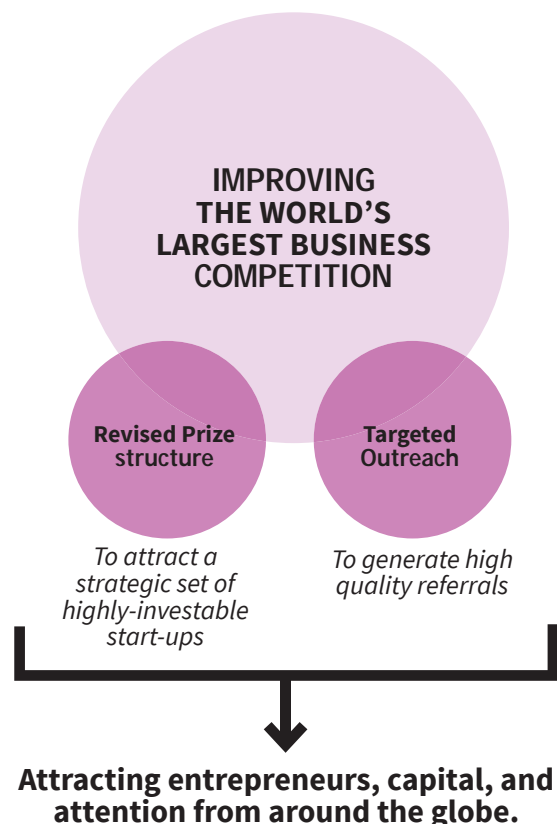 IMPROVING
THE WORLD'S
LARGEST BUSINESS
COMPETITION
Revised Prize
structure
Targeted
Outreach
To attract a
strategic set of
highly-investable
start-ups
To generate high
quality referrals
Attracting entrepreneurs, capital, and
attention from around the globe.